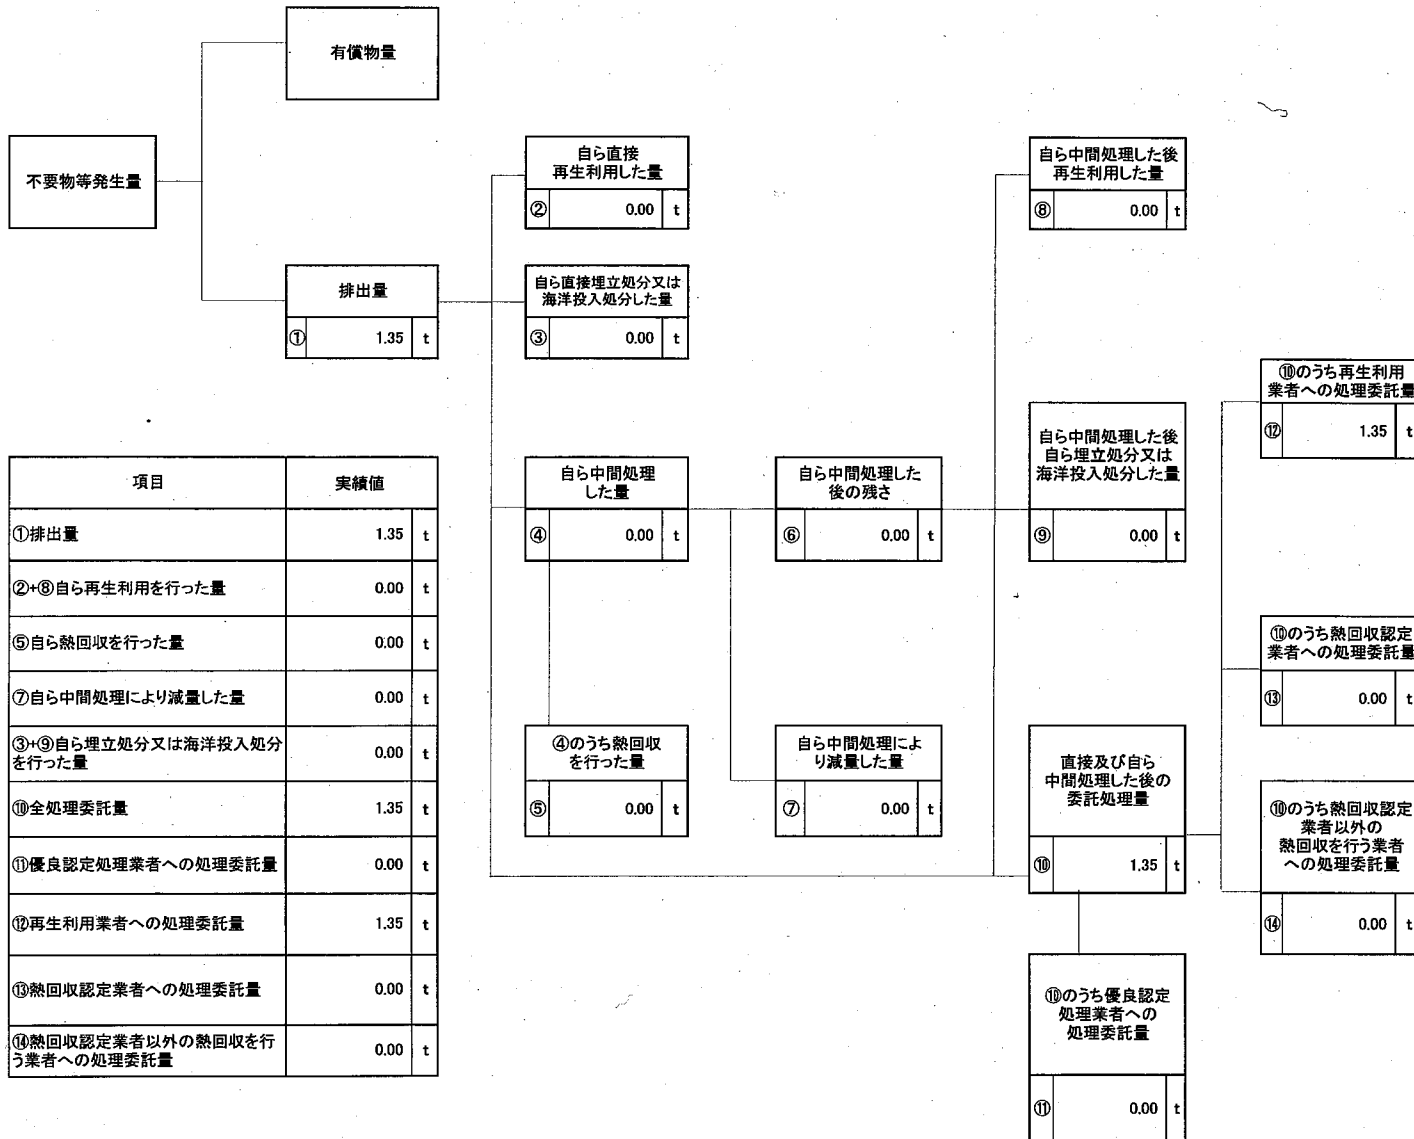 有償物量
不要物等発生量
排出量
① 1.35 t
自ら直接
再生利用した量
② 0.00 t
自ら直接埋立処分又は
海洋投入処分した量
③ 0.00 t
自ら中間処理
した量
④ 0.00 t
④のうち熱回収
を行った量
⑤ 0.00 t
自ら中間処理した
後の残さ
⑥ 0.00 t
自ら中間処理によ
り減量した量
⑦ 0.00 t
自ら中間処理した後
再生利用した量
⑧ 0.00 t
自ら中間処理した後
自ら埋立処分又は
海洋投入処分した量
⑨ 0.00 t
直接及び自ら
中間処理した後の
委託処理量
⑩ 1.35 t
⑩のうち優良認定
処理業者への
処理委託量
⑪ 0.00 t
⑩のうち再生利用
業者への処理委託量
⑫ 1.35 t
⑩のうち熱回収認定
業者への処理委託量
⑬ 0.00 t
⑩のうち熱回収認定
業者以外の
熱回収を行う業者
への処理委託量
⑭ 0.00 t
項目 実績値
①排出量 1.35 t
②+⑧自ら再生利用を行った量 0.00 t
⑤自ら熱回収を行った量 0.00 t
⑦自ら中間処理により減量した量 0.00 t
③+⑨自ら埋立処分又は海洋投入処分
を行った量 0.00 t
⑩全処理委託量 1.35 t
⑪優良認定処理業者への処理委託量 0.00 t
⑫再生利用業者への処理委託量 1.35 t
⑬熱回収認定業者への処理委託量 0.00 t
⑭熱回収認定業者以外の熱回収を行
う業者への処理委託量 0.00 t